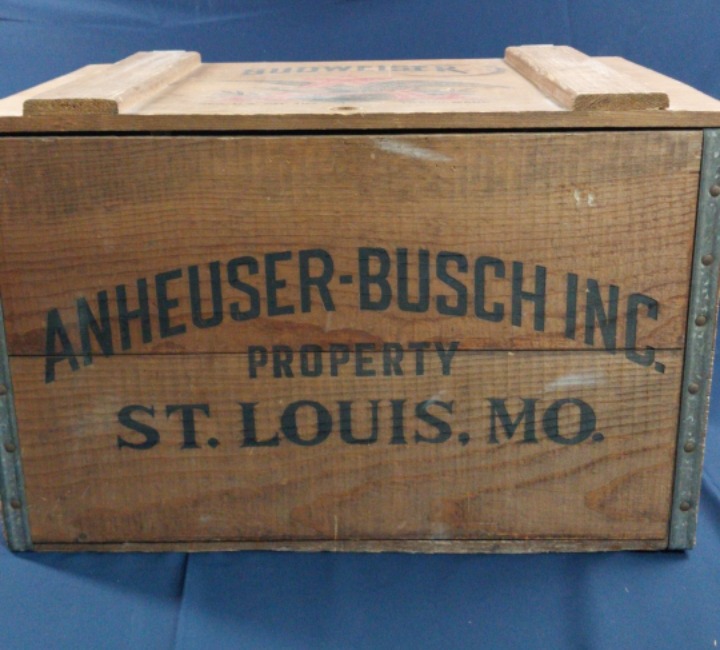 BUDWEISER
ANHEUSER-BUSCH INC.
PROPERTY
ST. LOUIS, MO.